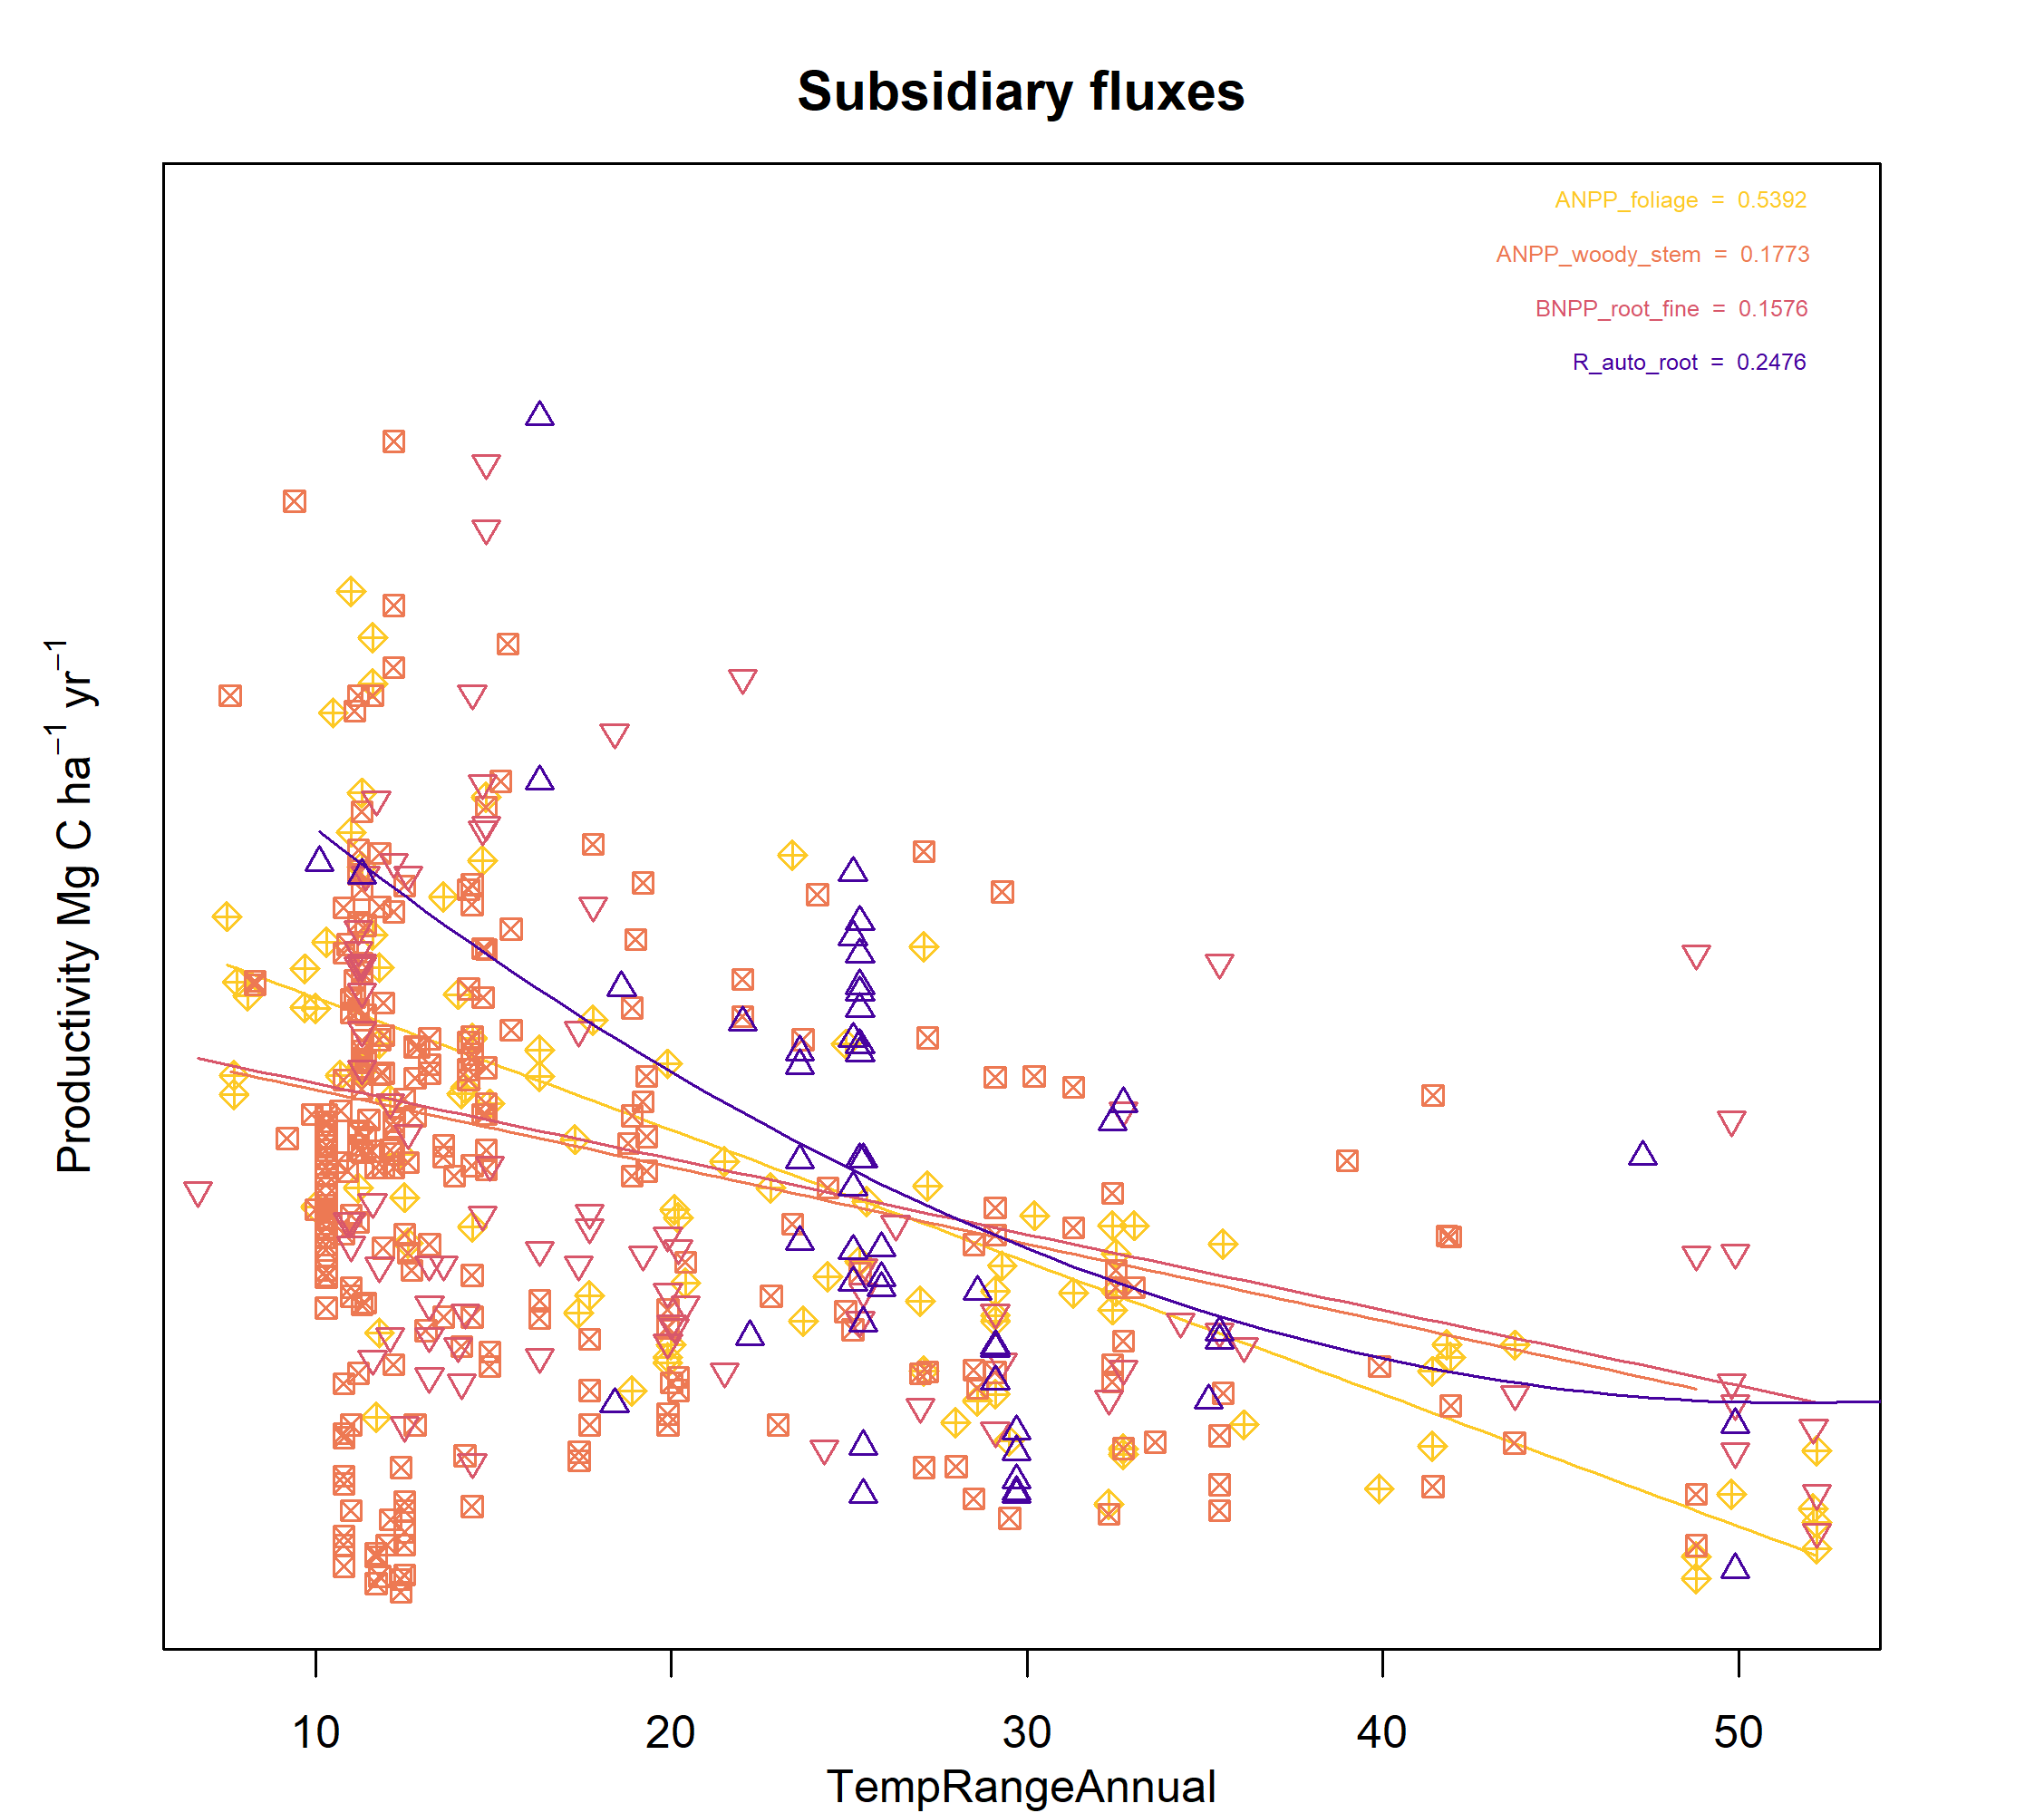 Subsidiary fluxes
ANPP_foliage = 0.5392
ANPP_woody_stem = 0.1773
BNPP_root_fine = 0.1576
R_auto_root = 0.2476
Productivity Mg C ha⁻¹ yr⁻¹
10 20 30 40 50
TempRangeAnnual